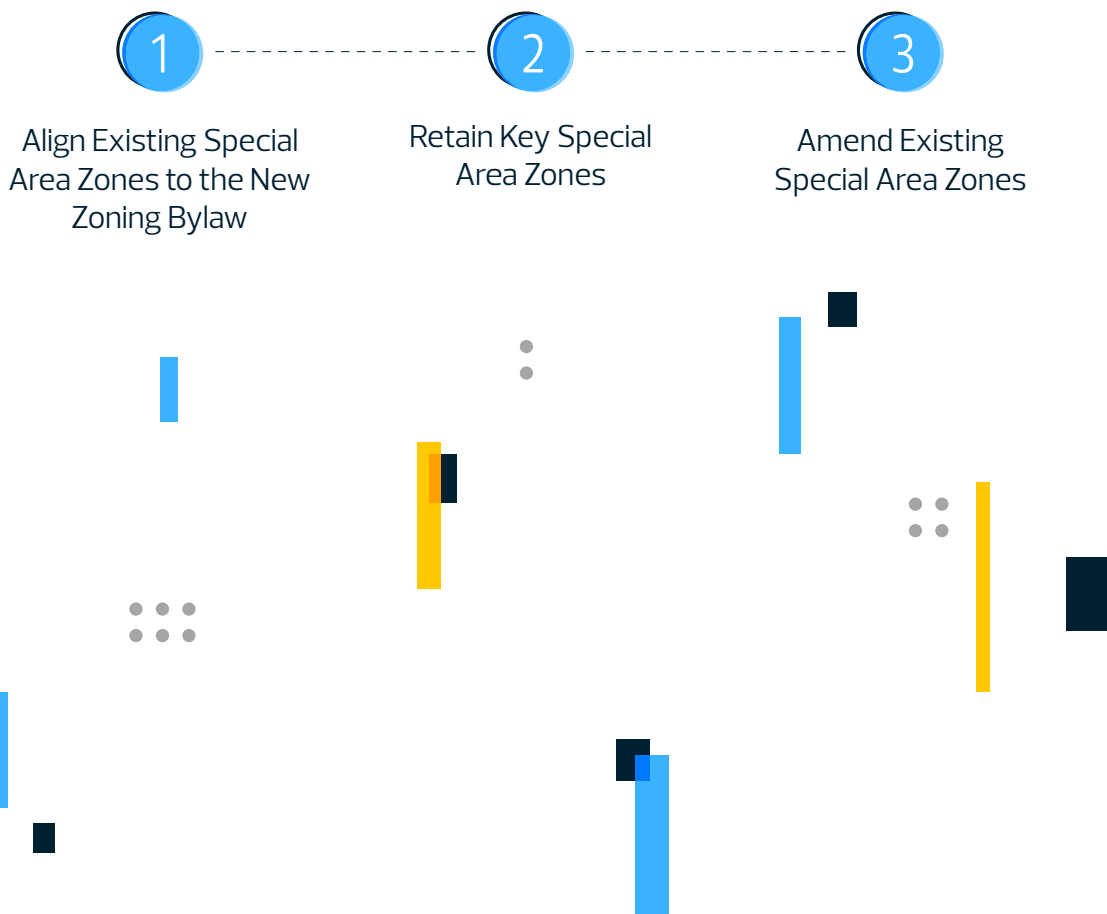 1
Align Existing Special
Area Zones to the New
Zoning Bylaw
2
Retain Key Special
Area Zones
3
Amend Existing
Special Area Zones